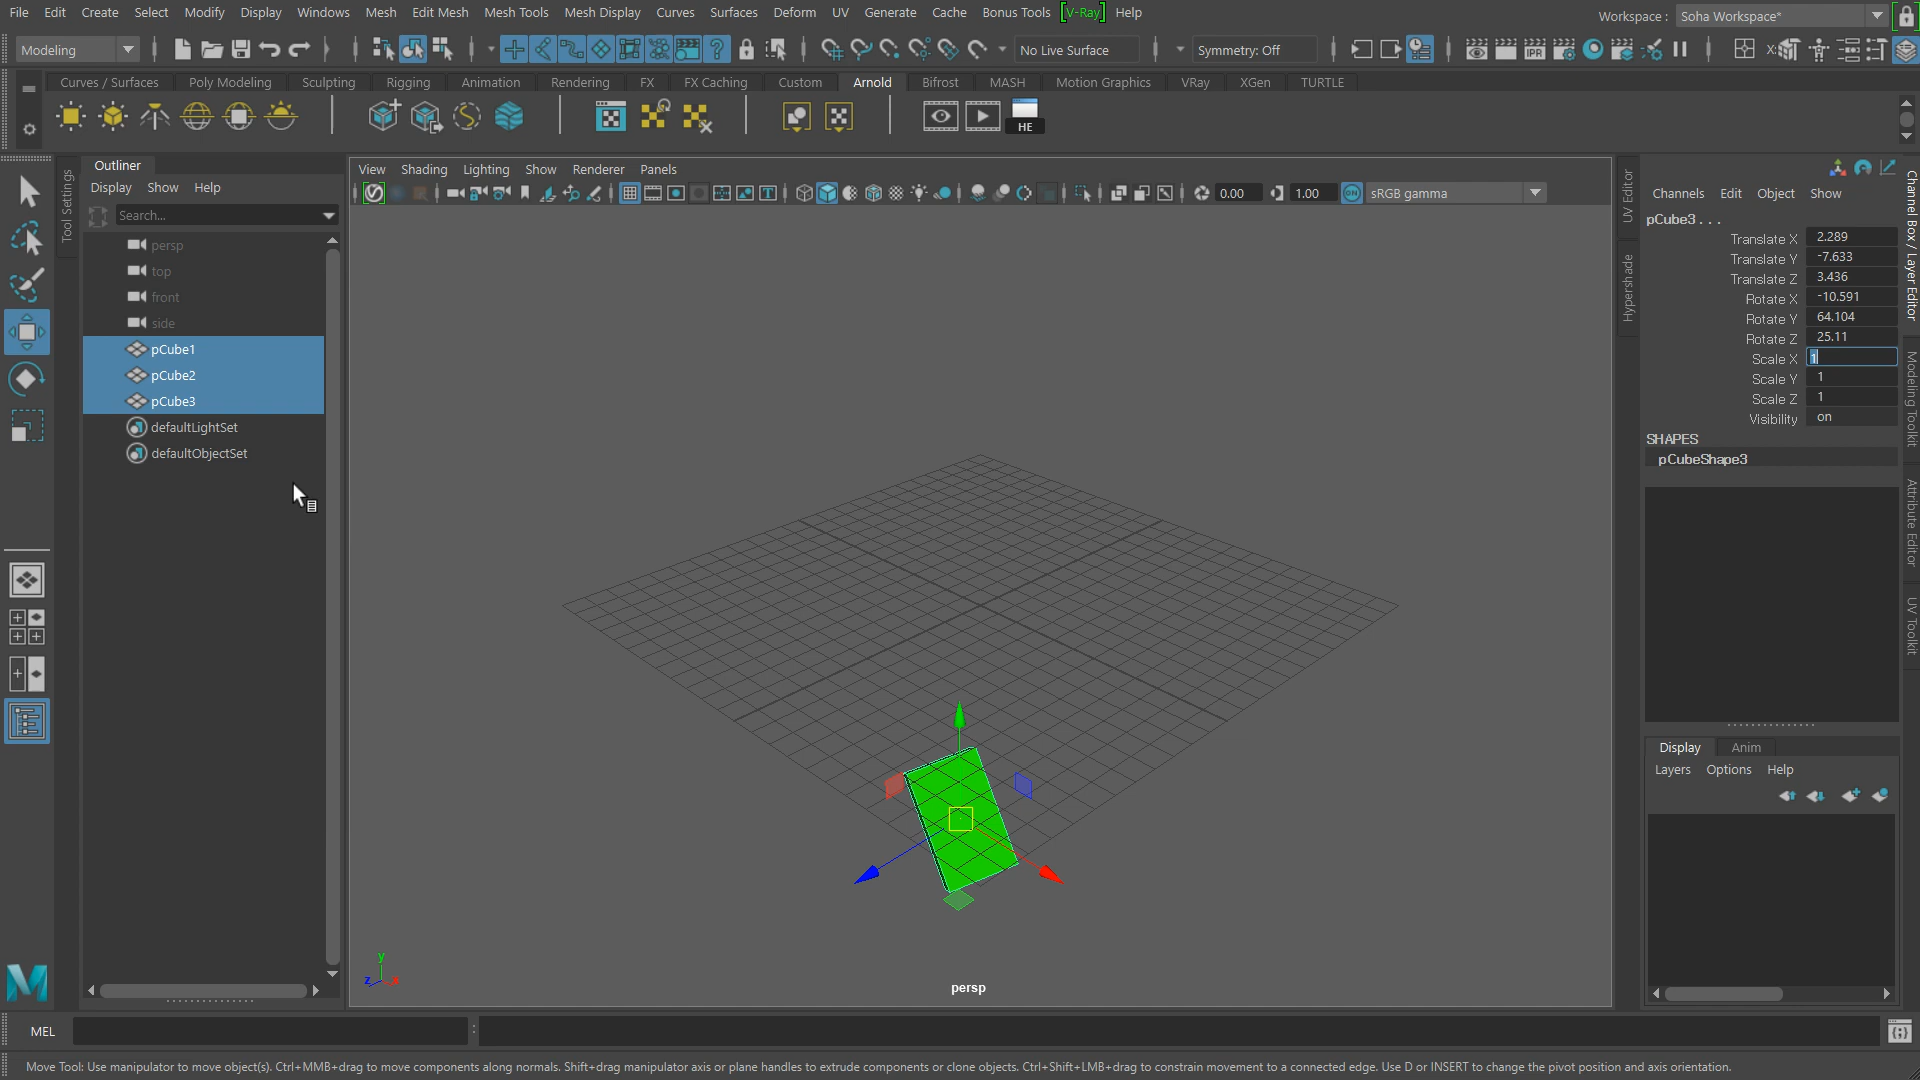 File Edit Create Select Modify Display Windows Mesh Edit Mesh Mesh Tools Mesh Display Curves Surfaces Deform UV Generate Cache Bonus Tools [V-Ray] Help
Workspace : Soha Workspace*
Modeling
No Live Surface
Symmetry: Off
IPR
X:
Curves / Surfaces Poly Modeling Sculpting Rigging Animation Rendering FX FX Caching Custom Arnold Bifrost MASH Motion Graphics VRay XGen TURTLE
HE
Tool Settings
Outliner
Display Show Help
Search...
persp
top
front
side
pCube1
pCube2
pCube3
defaultLightSet
defaultObjectSet
View Shading Lighting Show Renderer Panels
0.00
1.00
ON
sRGB gamma
y
z
x
persp
UV Editor
Hypershade
Channels Edit Object Show
pCube3 . . .
Translate X 2.289
Translate Y -7.633
Translate Z 3.436
Rotate X -10.591
Rotate Y 64.104
Rotate Z 25.11
Scale X 1
Scale Y 1
Scale Z 1
Visibility on
SHAPES
pCubeShape3
Display Anim
Layers Options Help
Channel Box / Layer Editor
Modeling Toolkit
Attribute Editor
UV Toolkit
MEL
:
Move Tool: Use manipulator to move object(s). Ctrl+MMB+drag to move components along normals. Shift+drag manipulator axis or plane handles to extrude components or clone objects. Ctrl+Shift+LMB+drag to constrain movement to a connected edge. Use D or INSERT to change the pivot position and axis orientation.